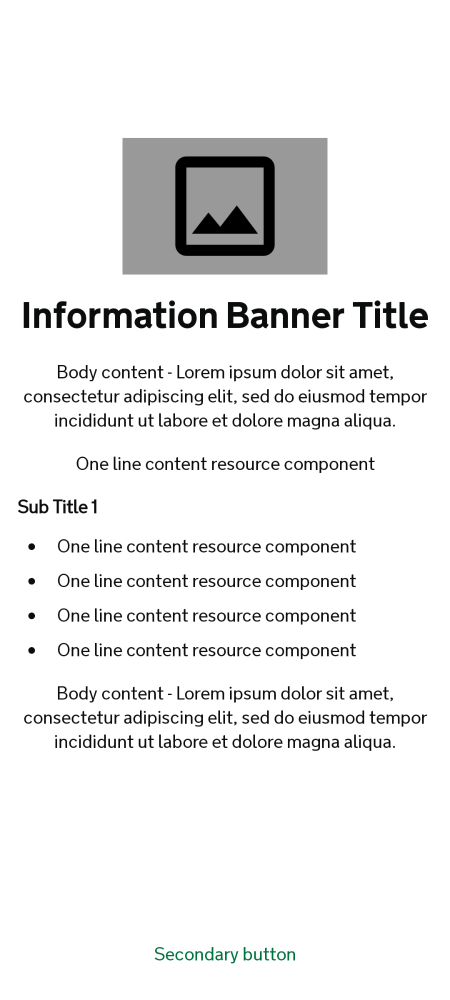 Information Banner Title
Body content - Lorem ipsum dolor sit amet,
consectetur adipiscing elit, sed do eiusmod tempor
incididunt ut labore et dolore magna aliqua.
One line content resource component
Sub Title 1
• One line content resource component
• One line content resource component
• One line content resource component
• One line content resource component
Body content - Lorem ipsum dolor sit amet,
consectetur adipiscing elit, sed do eiusmod tempor
incididunt ut labore et dolore magna aliqua.
Secondary button